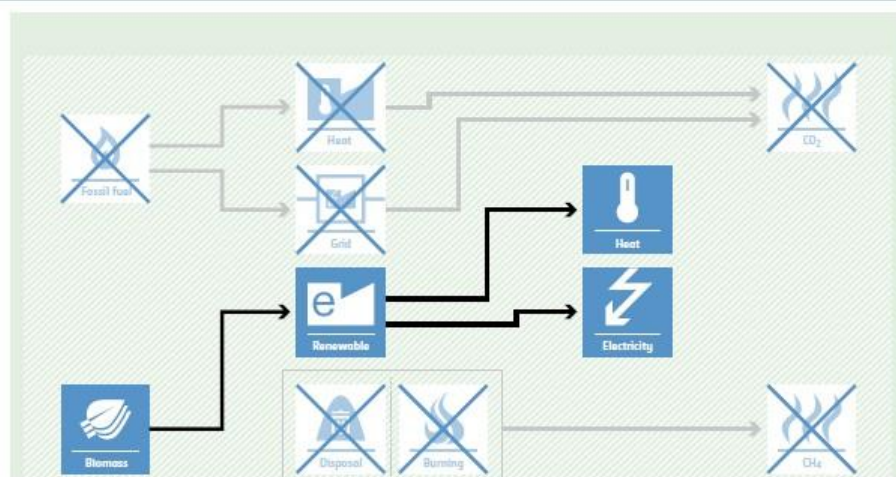 Heat
CO₂
Fossil fuel
Grid
Heat
e
Renewable
Electricity
Biomass
Disposal
Burning
CH₄